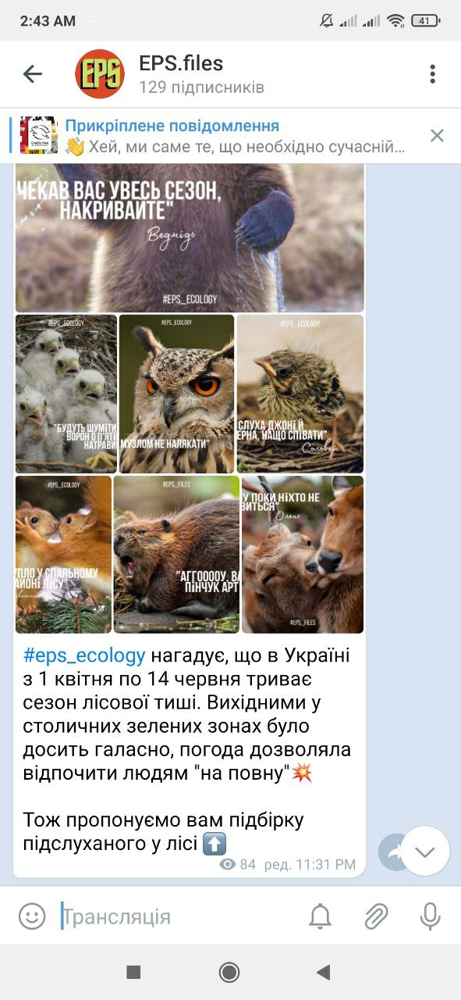 2:43 AM
41
EPS
EPS.files
129 підписників
Прикріплене повідомлення
👋 Хей, ми саме те, що необхідно сучасній...
ЧЕКАВ ВАС УВЕСЬ СЕЗОН,
НАКРИВАЙТЕ"
Ведмідь
#EPS_ECOLOGY
#EPS_ECOLOGY
"БУДУТЬ ШУМІТИ
ВОРОН О П'ЯТІ
НАТРАВИ
#EPS_ECOLOGY
МУЗЛОМ НЕ НАЛЯКАТИ"
#EPS_ECOLOGY
СЛУХА ДЖОНІ Й
ЕРНА, НАЩО СПІВАТИ"
Соловей
#EPS_ECOLOGY
УПЛО У СПАЛЬНОМУ
АЙОНІ ЛІСУ"
#EPS_FILES
"АГГОООООУ, ВА
ПІНЧУК АРТ
У ПОКИ НІХТО НЕ
ВИТЬСЯ"
Олень
#EPS_FILES
#eps_ecology нагадує, що в Україні
з 1 квітня по 14 червня триває
сезон лісової тиші. Вихідними у
столичних зелених зонах було
досить галасно, погода дозволяла
відпочити людям "на повну"💥
Тож пропонуємо вам підбірку
підслуханого у лісі ⬆️
84 ред. 11:31 PM
Трансляція